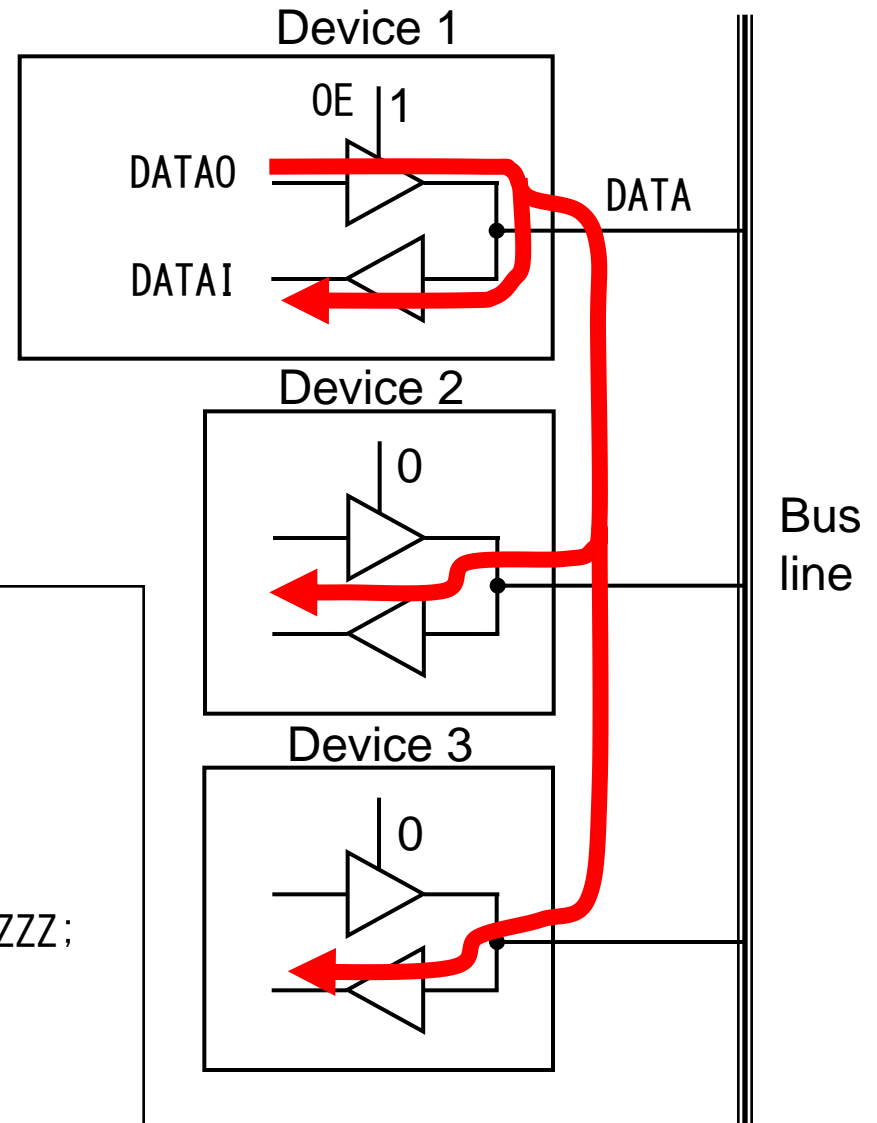 Device 1
OE 1
DATAO
DATA
DATAI
Device 2
0
Bus
line
Device 3
0
ZZZ;